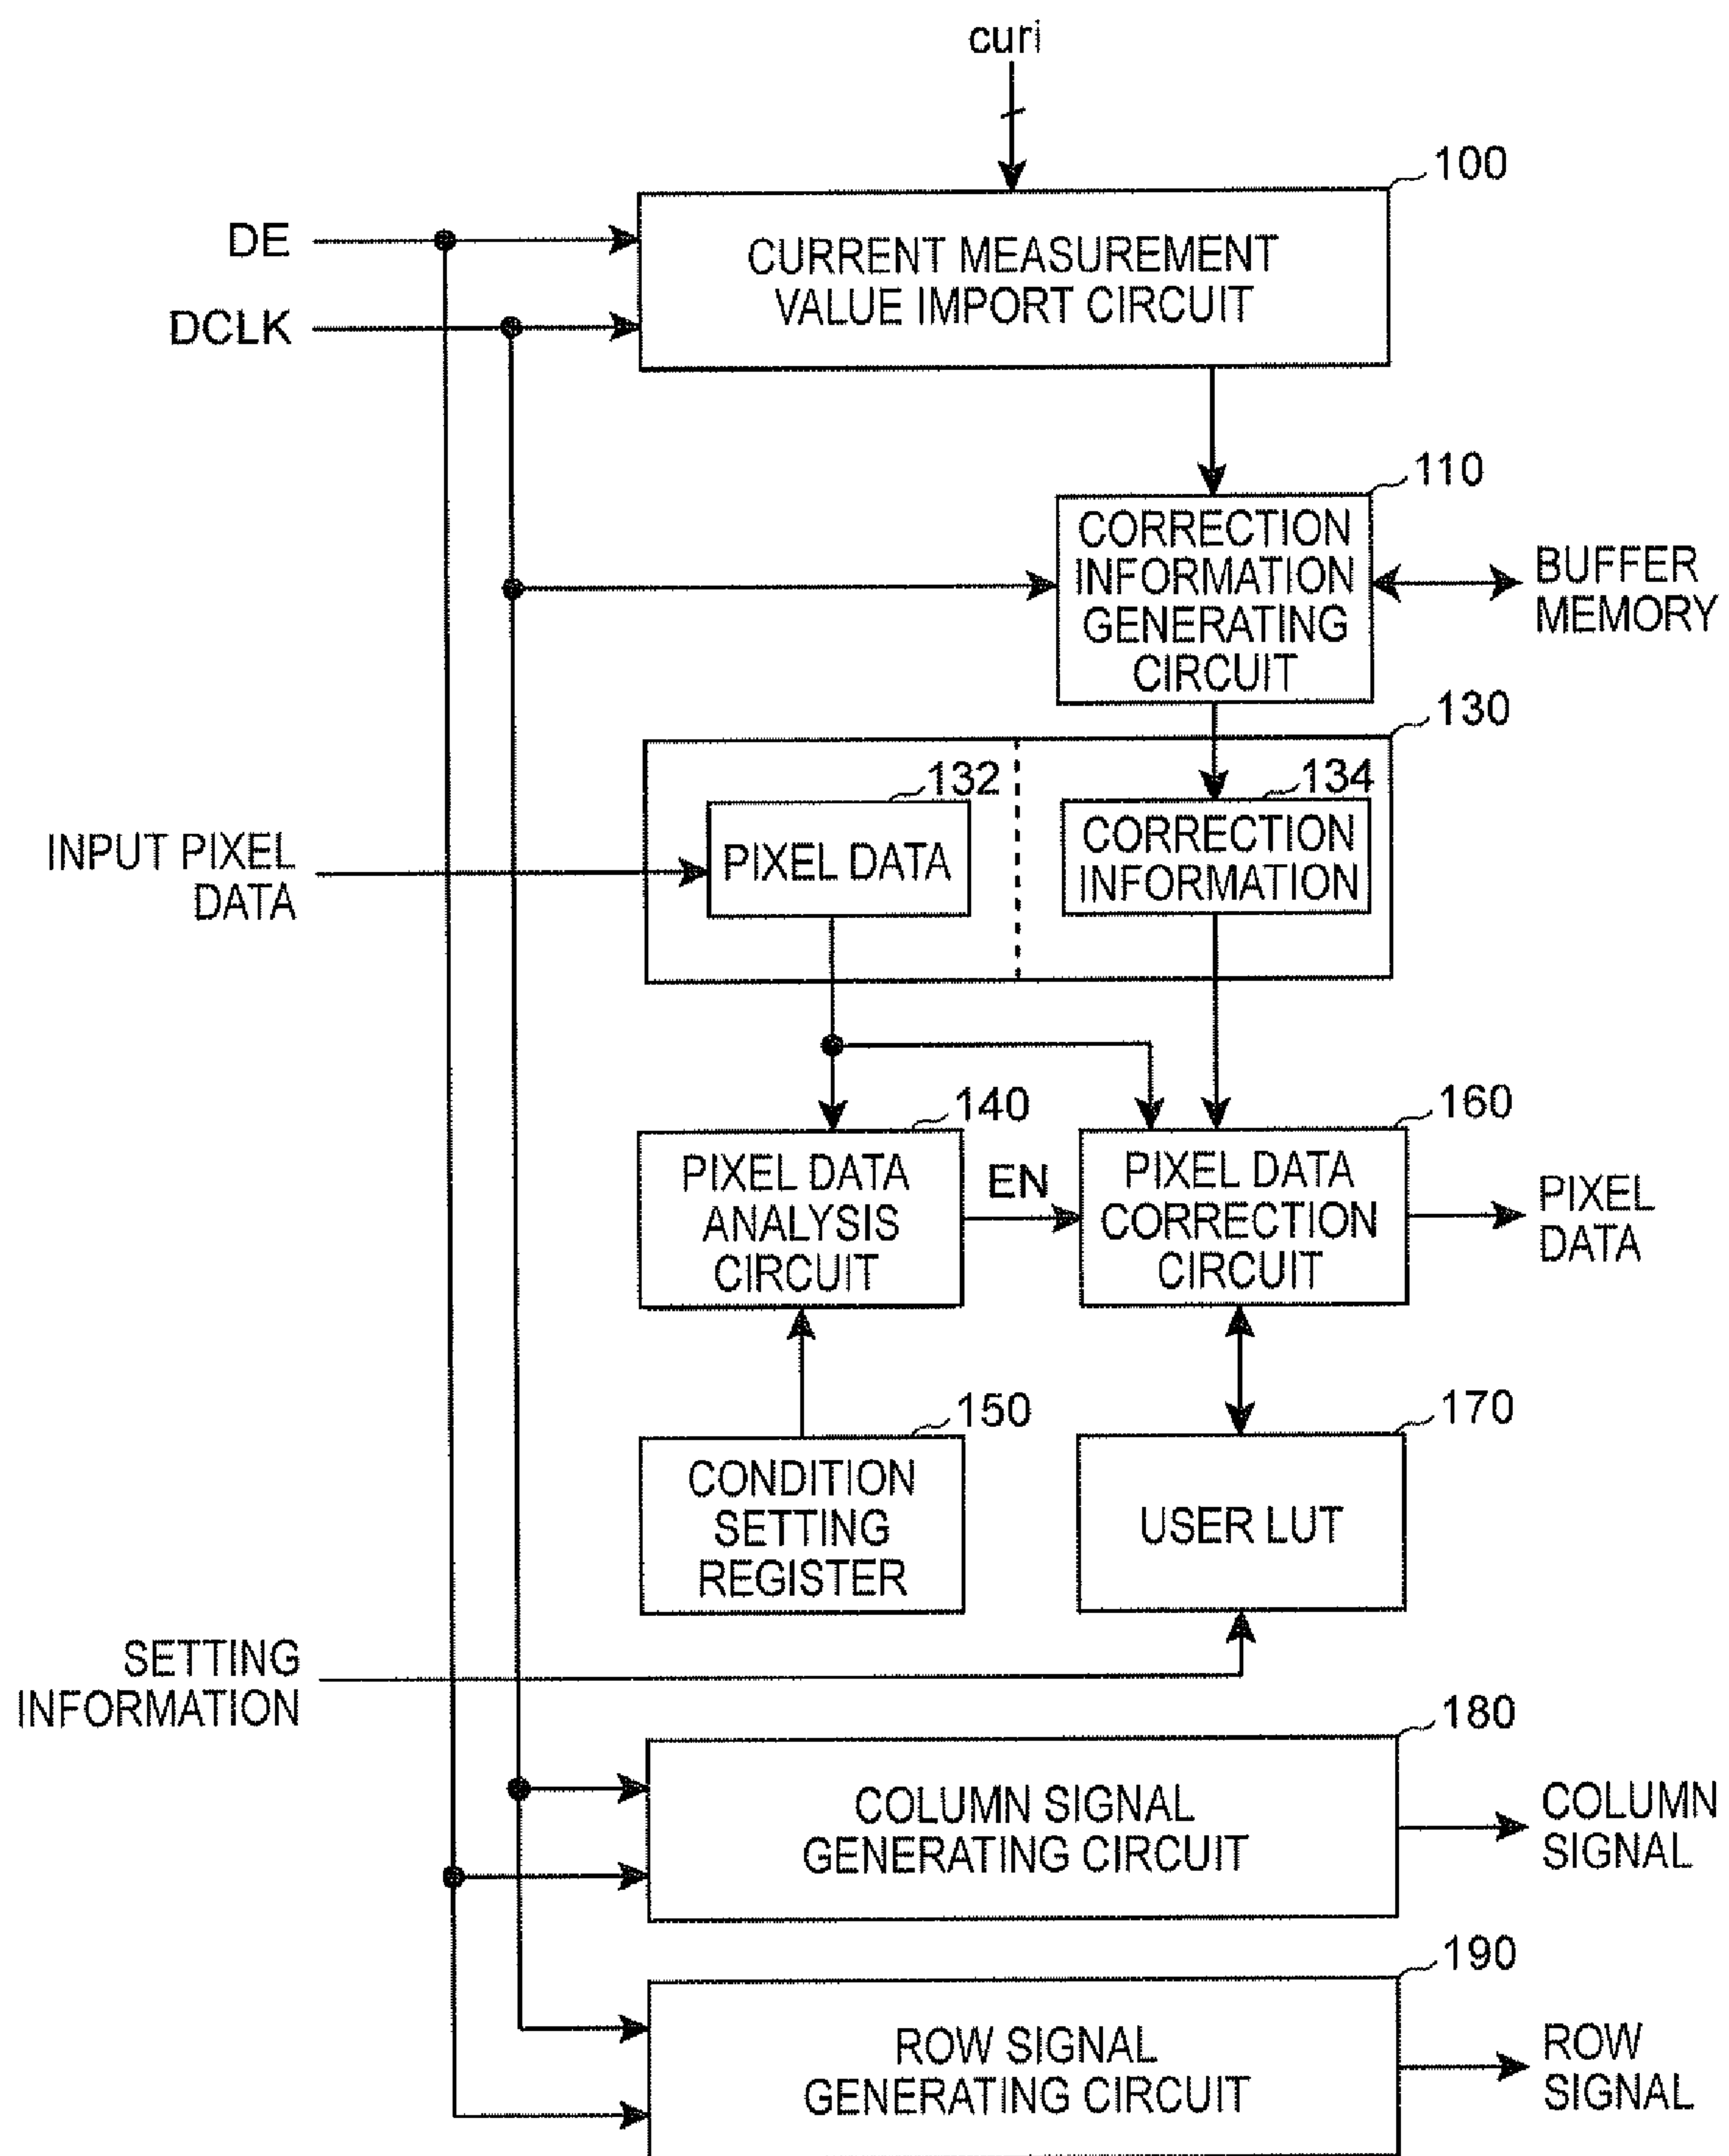 curi
100
DE
DCLK
CURRENT MEASUREMENT
VALUE IMPORT CIRCUIT
110
CORRECTION
INFORMATION
GENERATING
CIRCUIT
BUFFER
MEMORY
130
132
134
INPUT PIXEL
DATA
PIXEL DATA
CORRECTION
INFORMATION
140
160
PIXEL DATA
ANALYSIS
CIRCUIT
EN
PIXEL DATA
CORRECTION
CIRCUIT
PIXEL
DATA
150
170
CONDITION
SETTING
REGISTER
USER LUT
SETTING
INFORMATION
180
COLUMN SIGNAL
GENERATING CIRCUIT
COLUMN
SIGNAL
190
ROW SIGNAL
GENERATING CIRCUIT
ROW
SIGNAL